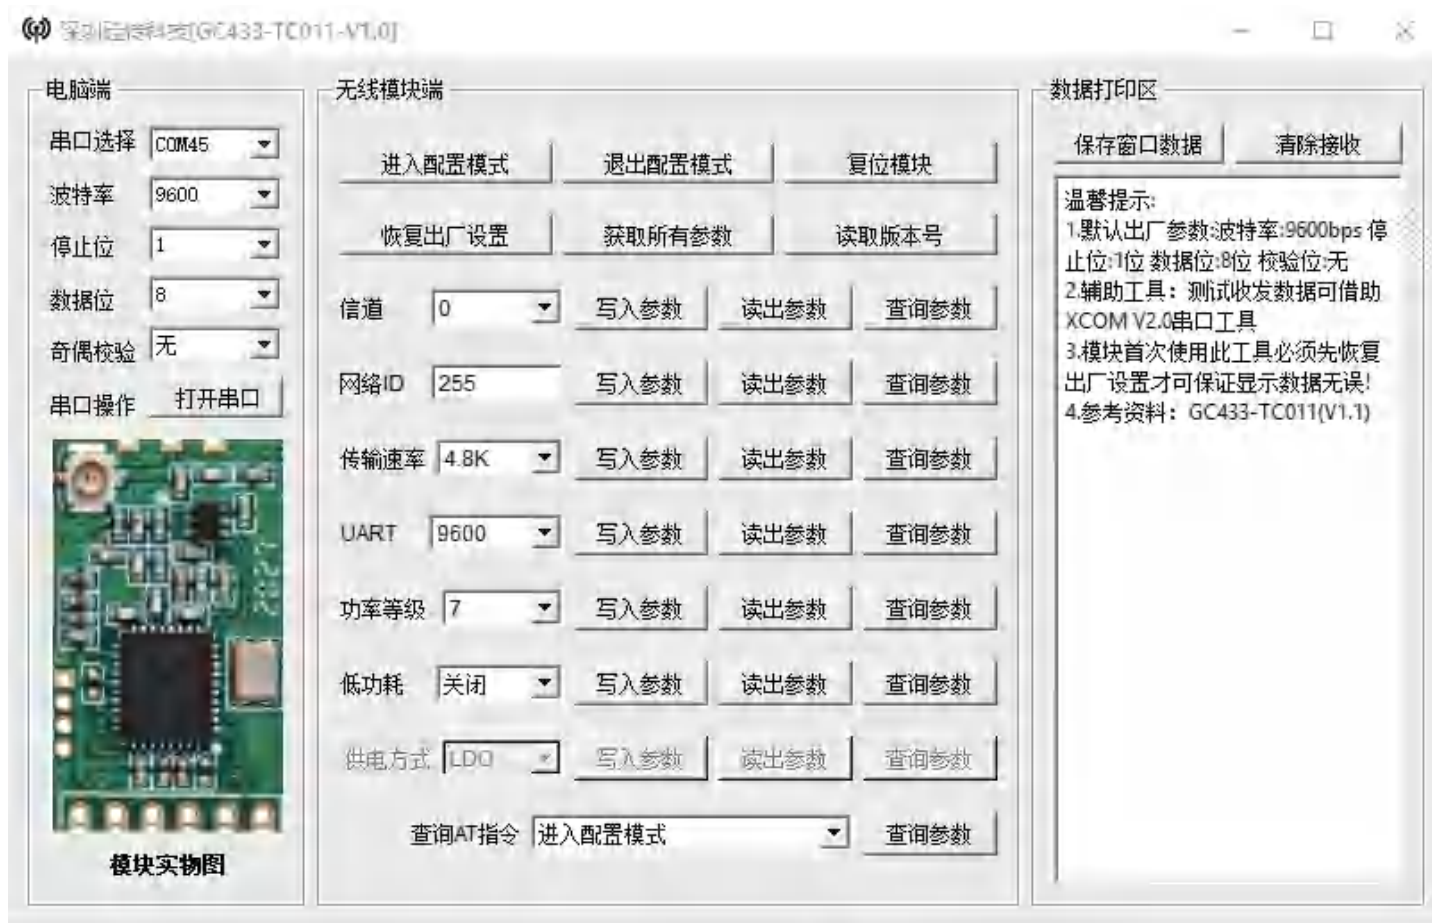 [GC433-TC011-V1.0]
电脑端
串口选择 COM45
波特率 9600
停止位 1
数据位 8
奇偶校验 无
串口操作 打开串口
2627
模块实物图
无线模块端
进入配置模式 退出配置模式 复位模块
恢复出厂设置 获取所有参数 读取版本号
信道 0 写入参数 读出参数 查询参数
网络ID 255 写入参数 读出参数 查询参数
传输速率 4.8K 写入参数 读出参数 查询参数
UART 9600 写入参数 读出参数 查询参数
功率等级 7 写入参数 读出参数 查询参数
低功耗 关闭 写入参数 读出参数 查询参数
供电方式 LDO 写入参数 读出参数 查询参数
查询AT指令 进入配置模式 查询参数
数据打印区
保存窗口数据 清除接收
温馨提示:
1.默认出厂参数:波特率:9600bps 停
止位:1位 数据位:8位 校验位:无
2.辅助工具：测试收发数据可借助
XCOM V2.0串口工具
3.模块首次使用此工具必须先恢复
出厂设置才可保证显示数据无误!
4.参考资料：GC433-TC011(V1.1)